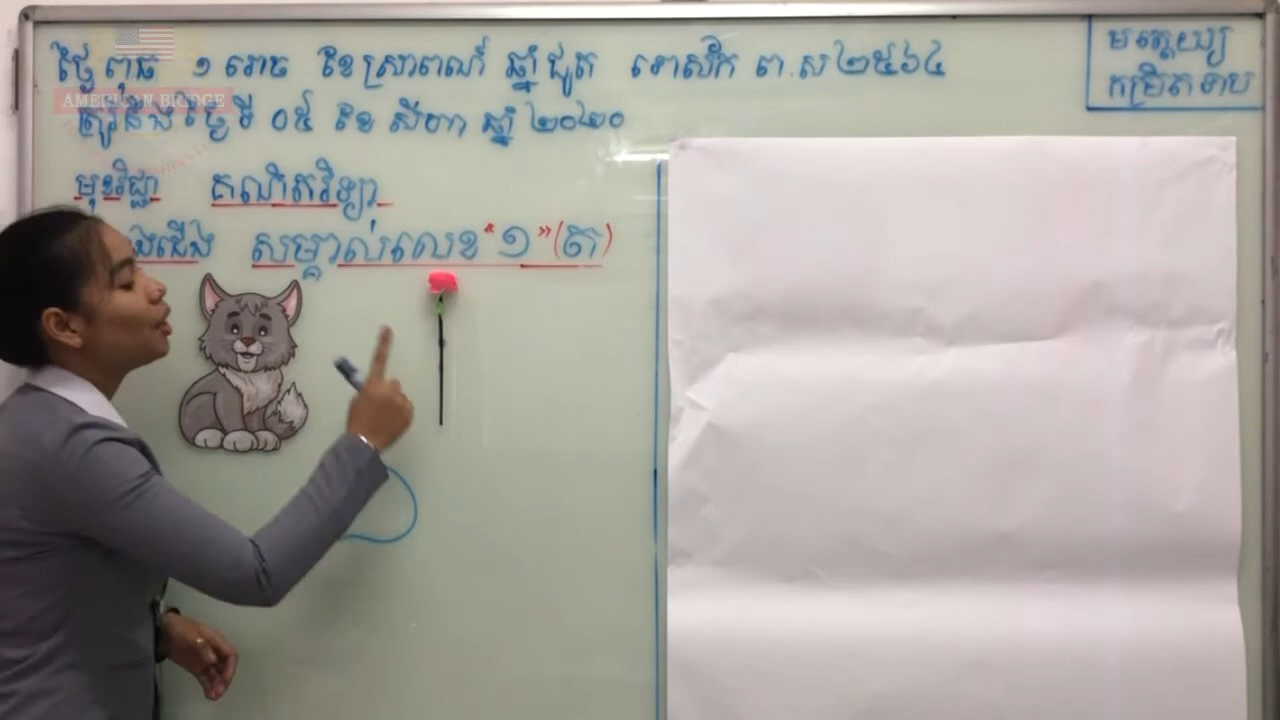 ថ្ងៃ ពុធ ១ រោច ខែ ស្រាពណ៍ ឆ្នាំ ជូត ទោស័ក ព.ស ២៥៦៤
ត្រូវនឹងថ្ងៃទី ០៥ ខែ សីហា ឆ្នាំ ២០២០
មុខវិជ្ជា គណិតវិទ្យា
ងជើង សម្គាល់លេខ "១" (ត)
មត្តេយ្យ
កម្រិតទាប
AMERICAN BRIDGE